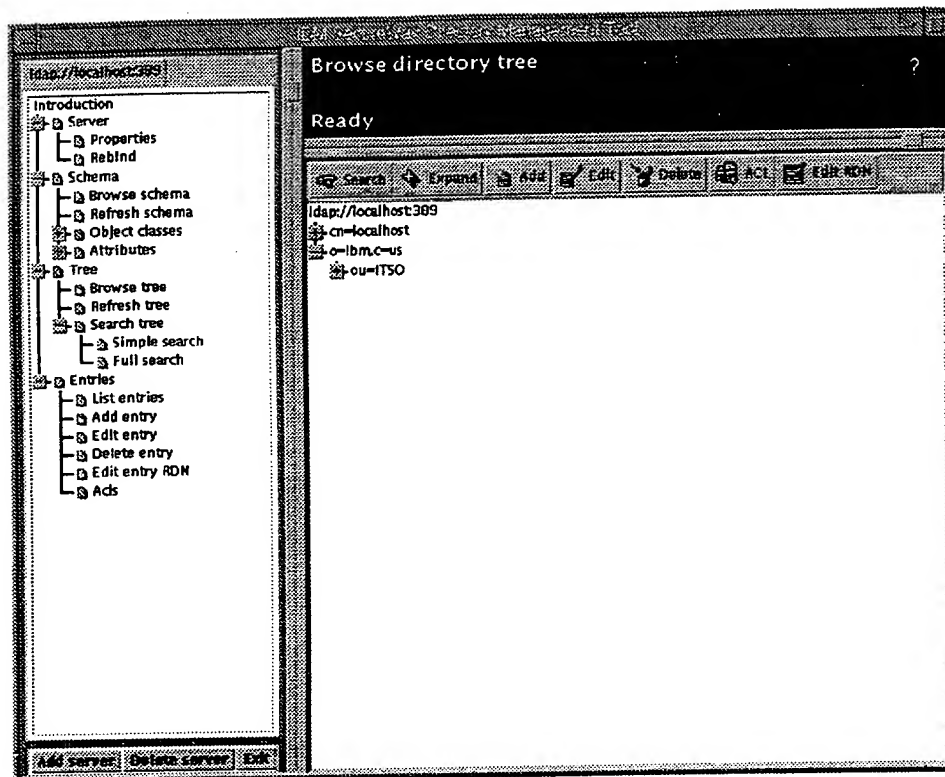 ldap://localhost:389
Introduction
Server
Properties
Rebind
Schema
Browse schema
Refresh schema
Object classes
Attributes
Tree
Browse tree
Refresh tree
Search tree
Simple search
Full search
Entries
List entries
Add entry
Edit entry
Delete entry
Edit entry RDN
Acls
Add server Delete server Exit
Directory Management Tool
Browse directory tree ?
Ready
Search Expand Add Edit Delete ACL Edit RDN
ldap://localhost:389
cn=localhost
o=ibm,c=us
ou=ITSO